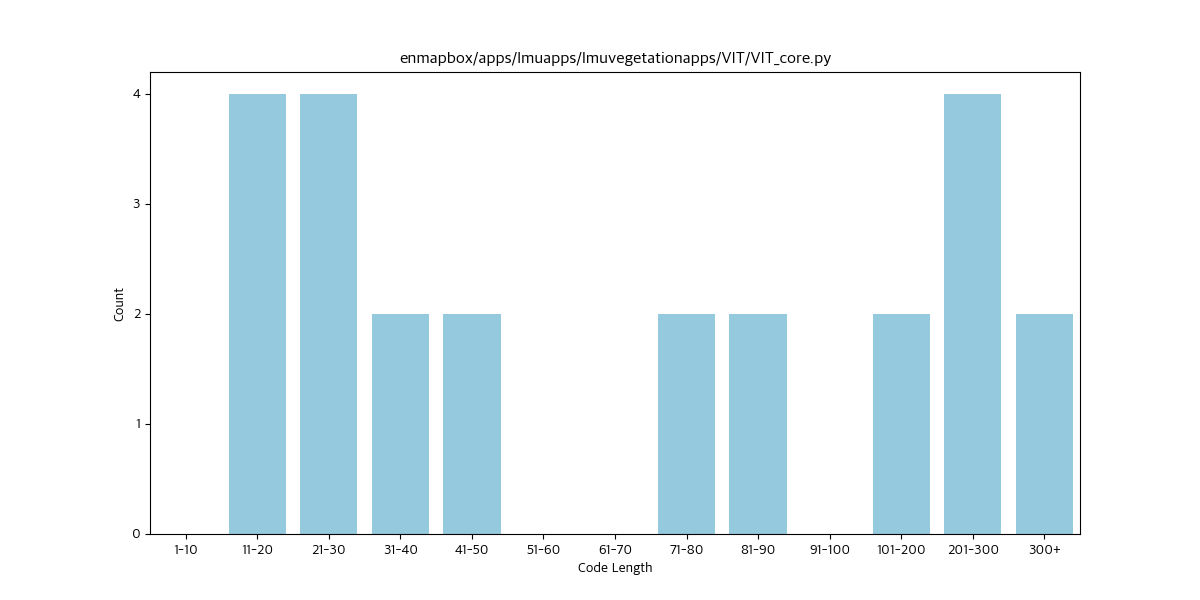 enmapbox/apps/lmuapps/lmuvegetationapps/VIT/VIT_core.py
4
3
2
1
0
Count
1-10 11-20 21-30 31-40 41-50 51-60 61-70 71-80 81-90 91-100 101-200 201-300 300+
Code Length